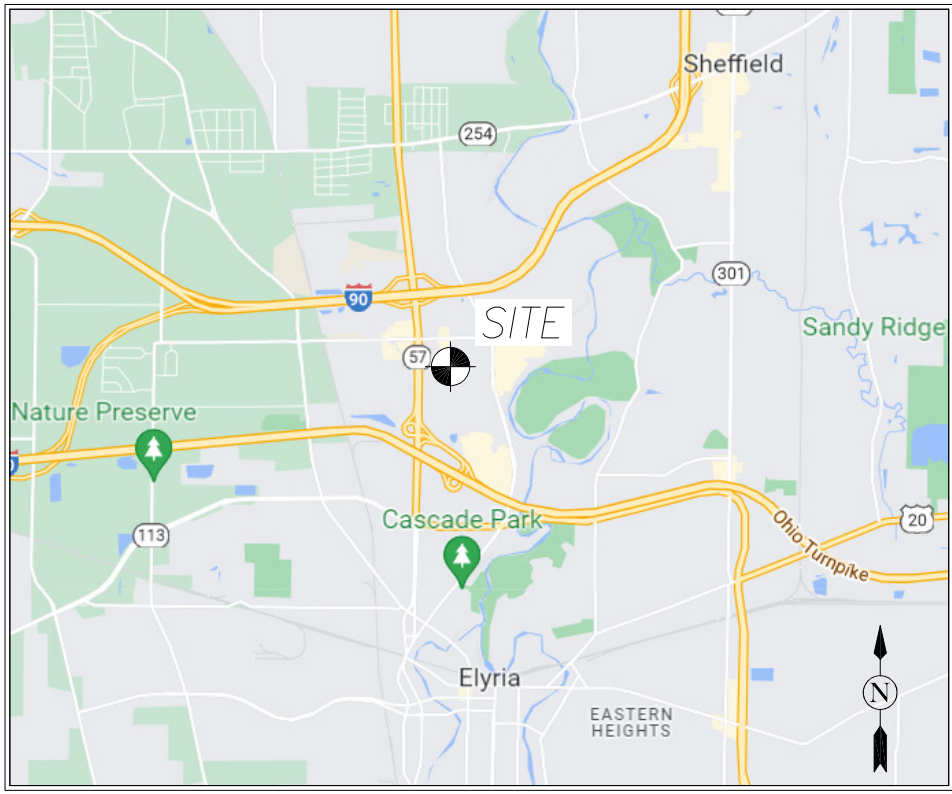 Sheffield
254
301
90
SITE
Sandy Ridge
57
Nature Preserve
113
Cascade Park
20
Ohio Turnpike
Elyria
EASTERN
HEIGHTS
N